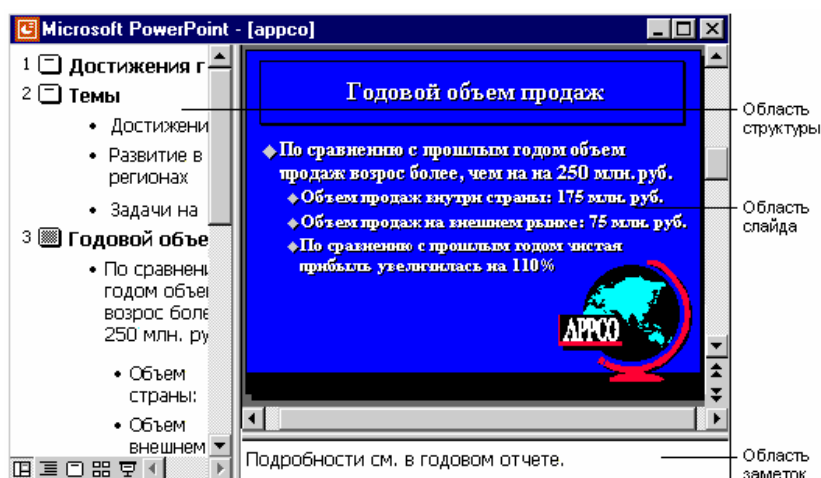 Microsoft PowerPoint - [appco]
1 Достижения г
2 Темы
• Достижени
• Развитие в
регионах
• Задачи на
3 Годовой объе
• По сравнени
годом объе
возрос боле
250 млн. ру
• Объем
страны:
• Объем
внешнем
Годовой объем продаж
По сравнению с прошлым годом объем
продаж возрос более, чем на на 250 млн. руб.
Объем продаж внутри страны: 175 млн. руб.
Объем продаж на внешнем рынке: 75 млн. руб.
По сравнению с прошлым годом чистая
прибыль увеличилась на 110%
APPCO
Подробности см. в годовом отчете.
Область
структуры
Область
слайда
Область
заметок